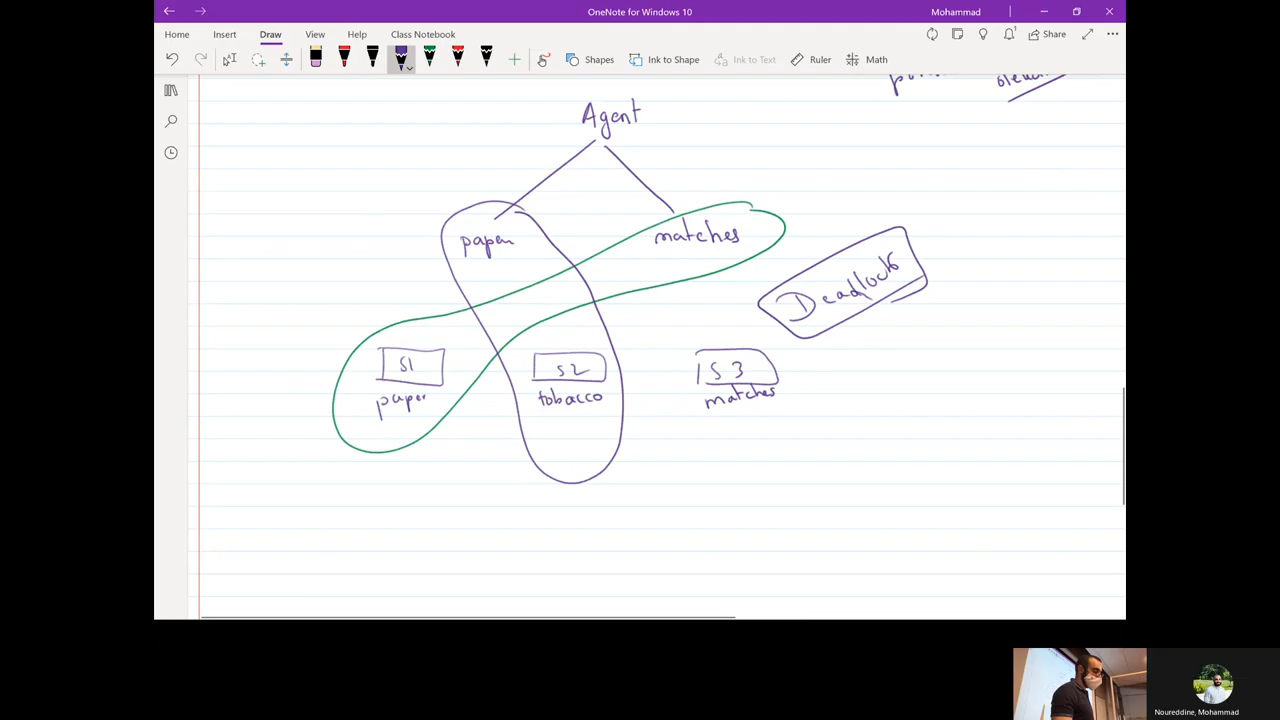 OneNote for Windows 10
Mohammad
Home Insert Draw View Help Class Notebook
Share
Shapes Ink to Shape Ink to Text Ruler Math
Agent
paper matches
Deadlock
S1 S2 S3
paper tobacco matches
Noureddine, Mohammad